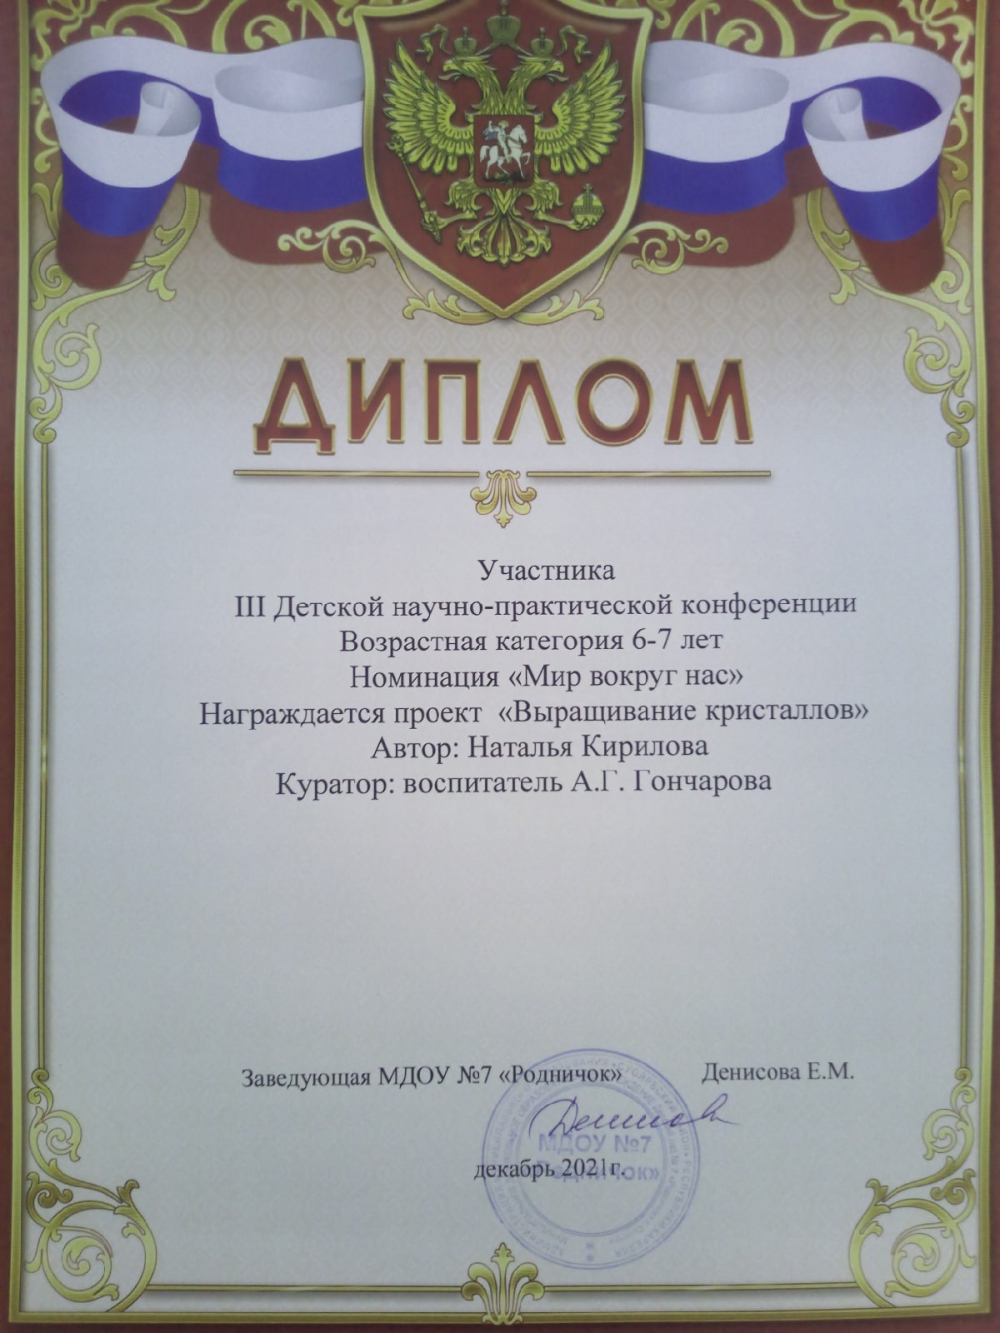 ДИПЛОМ
Участника
III Детской научно-практической конференции
Возрастная категория 6-7 лет
Номинация «Мир вокруг нас»
Награждается проект «Выращивание кристаллов»
Автор: Наталья Кирилова
Куратор: воспитатель А.Г. Гончарова
Заведующая МДОУ №7 «Родничок» Денисова Е.М.
МДОУ №7
«Родничок»
декабрь 2021г.